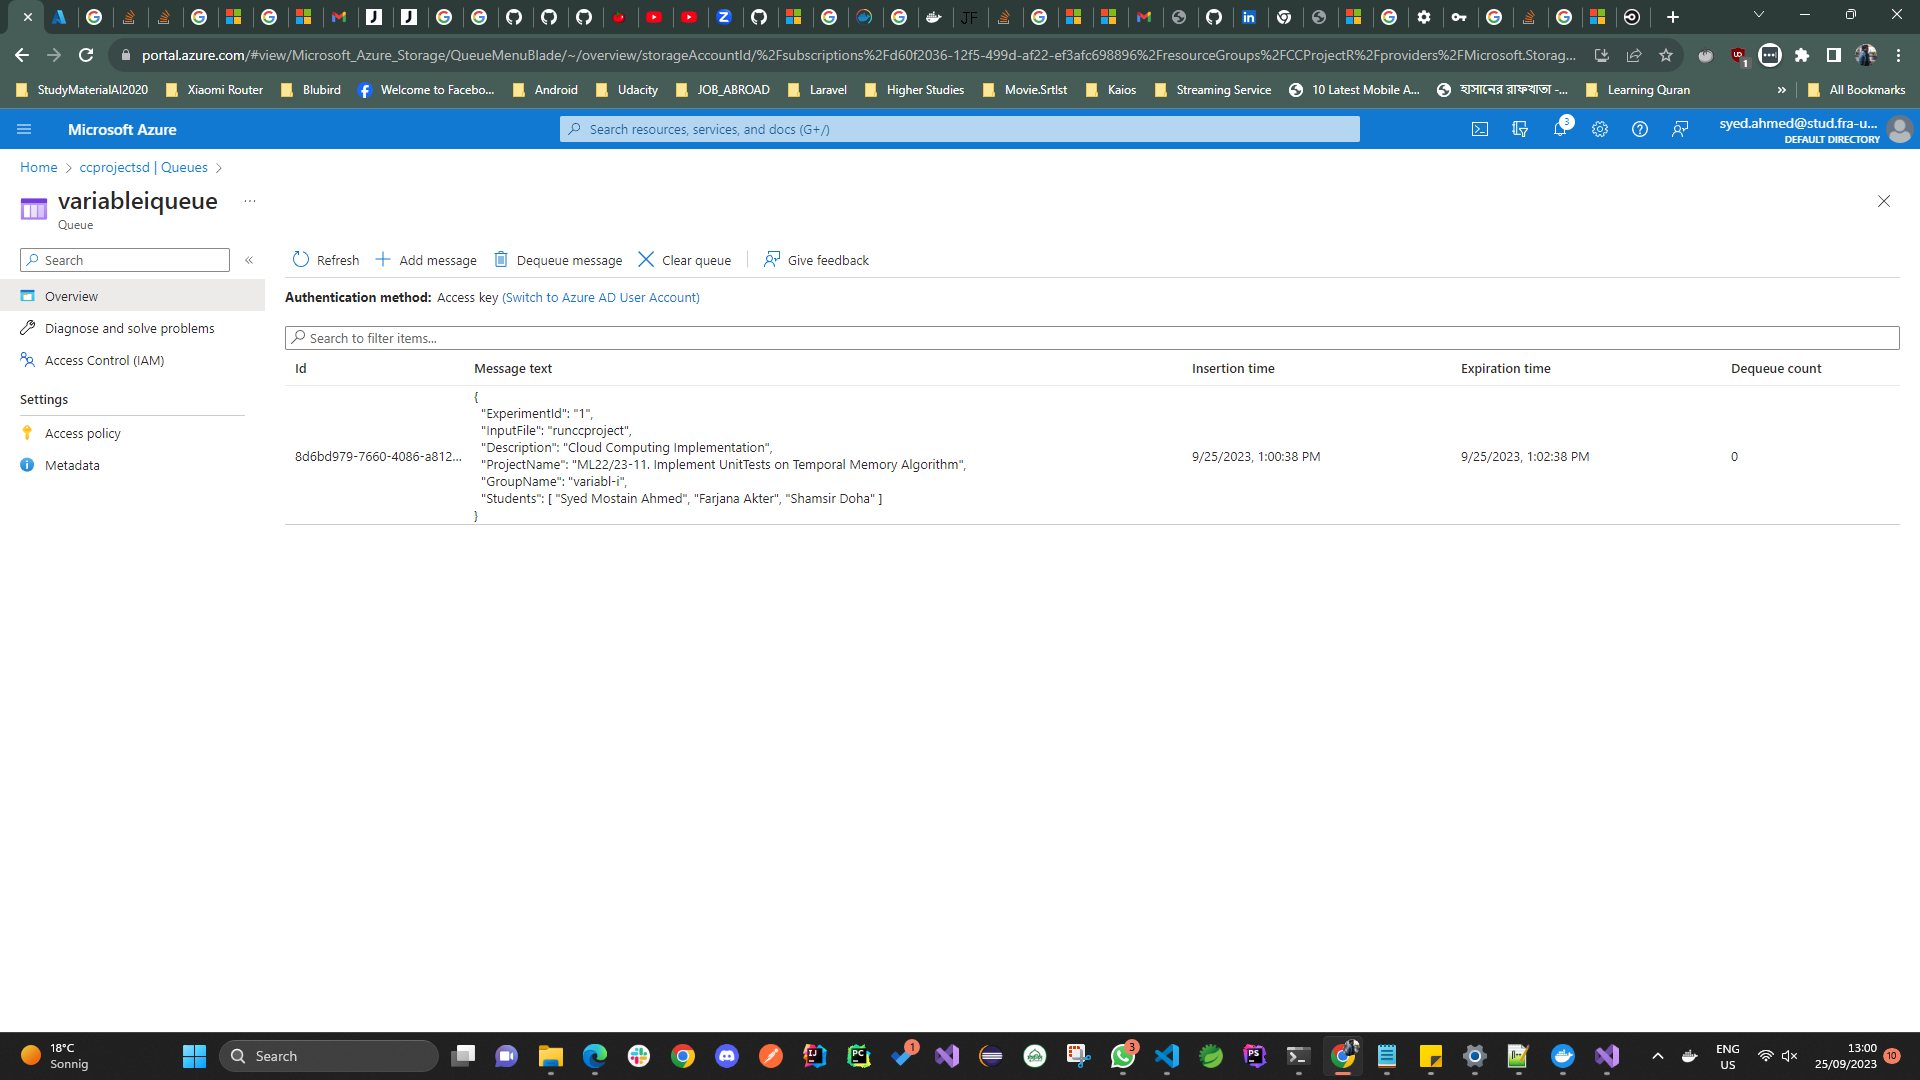 portal.azure.com/#view/Microsoft_Azure_Storage/QueueMenuBlade/~/overview/storageAccountId/%2Fsubscriptions%2Fd60f2036-12f5-499d-af22-ef3afc698896%2FresourceGroups%2FCCProjectR%2Fproviders%2FMicrosoft.Storag...
1
StudyMaterialAI2020 Xiaomi Router Blubird Welcome to Facebo... Android Udacity JOB_ABROAD Laravel Higher Studies Movie.Srtlst Kaios Streaming Service 10 Latest Mobile A... হাসানের রাফখাতা -... Learning Quran » All Bookmarks
Microsoft Azure
Search resources, services, and docs (G+/)
3
syed.ahmed@stud.fra-u...
DEFAULT DIRECTORY
Home > ccprojectsd | Queues >
variableiqueue ...
Queue
Search «
Refresh Add message Dequeue message Clear queue Give feedback
Overview
Diagnose and solve problems
Access Control (IAM)
Settings
Access policy
Metadata
Authentication method: Access key (Switch to Azure AD User Account)
Search to filter items...
Id Message text Insertion time Expiration time Dequeue count
{
"ExperimentId": "1",
"InputFile": "runccproject",
"Description": "Cloud Computing Implementation",
8d6bd979-7660-4086-a812... 9/25/2023, 1:00:38 PM 9/25/2023, 1:02:38 PM 0
"ProjectName": "ML22/23-11. Implement UnitTests on Temporal Memory Algorithm",
"GroupName": "variabl-i",
"Students": [ "Syed Mostain Ahmed", "Farjana Akter", "Shamsir Doha" ]
}
18°C
Sonnig
Search
1
3
ENG
US
13:00
25/09/2023
10